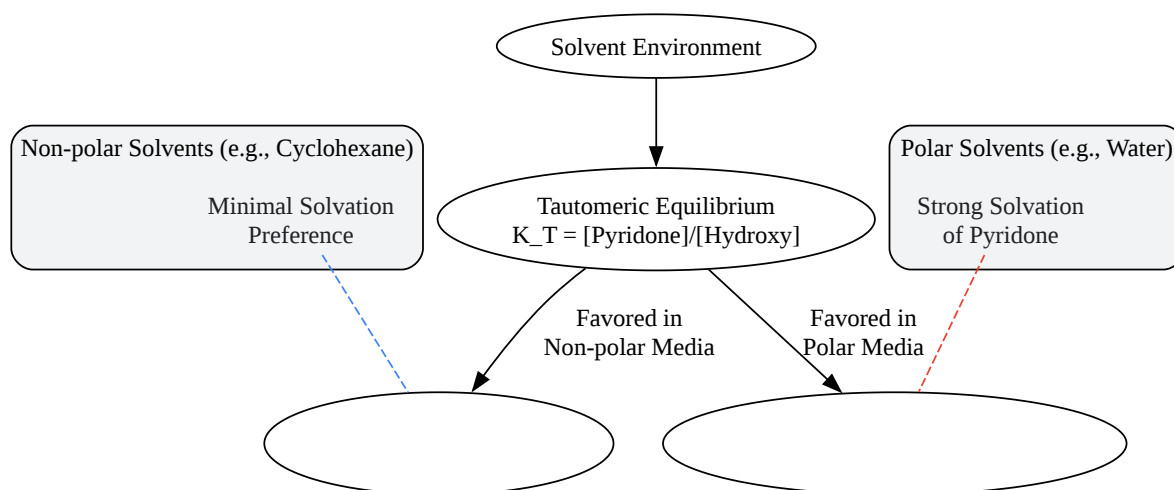 Solvent Environment
Non-polar Solvents (e.g., Cyclohexane)
Minimal Solvation
Preference
Tautomeric Equilibrium
K_T = [Pyridone]/[Hydroxy]
Polar Solvents (e.g., Water)
Strong Solvation
of Pyridone
Favored in
Non-polar Media
Favored in
Polar Media